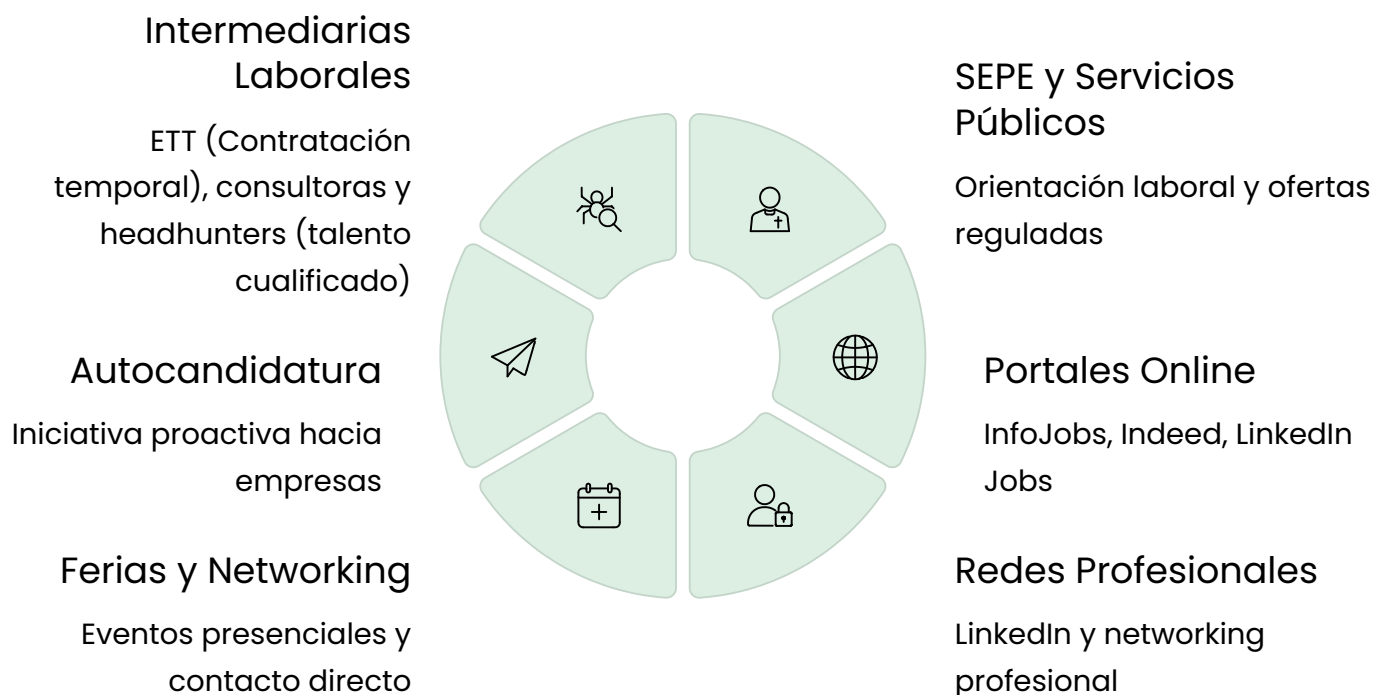 Intermediarias
Laborales
ETT (Contratación
temporal), consultoras y
headhunters (talento
cualificado)
SEPE y Servicios
Públicos
Orientación laboral y ofertas
reguladas
Autocandidatura
Iniciativa proactiva hacia
empresas
Portales Online
InfoJobs, Indeed, LinkedIn
Jobs
Ferias y Networking
Eventos presenciales y
contacto directo
Redes Profesionales
LinkedIn y networking
profesional